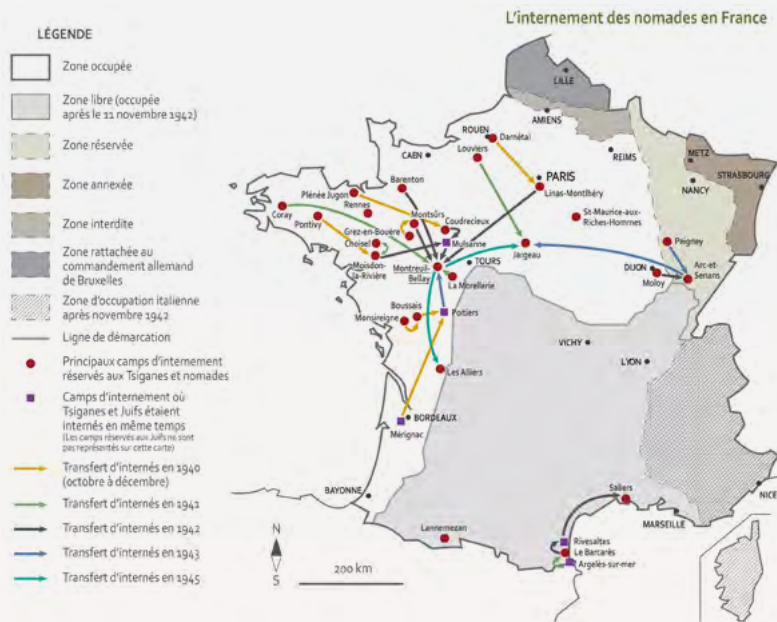 L'internement des nomades en France
LÉGENDE
Zone occupée
Zone libre (occupée
après le 11 novembre 1942)
Zone réservée
Zone annexée
Zone interdite
Zone rattachée au
commandement allemand
de Bruxelles
Zone d'occupation italienne
après novembre 1942
Ligne de démarcation
Principaux camps d'internement
réservés aux Tsiganes et nomades
Camps d'internement où
Tsiganes et Juifs étaient
internés en même temps
(Les camps réservés aux Juifs ne sont
pas représentés sur cette carte)
Transfert d'internés en 1940
(octobre à décembre)
Transfert d'internés en 1941
Transfert d'internés en 1942
Transfert d'internés en 1943
Transfert d'internés en 1945
LILLE
AMIENS
ROUEN
Darnétal
CAEN
Louviers
REIMS
METZ
PARIS
STRASBOURG
NANCY
Barenton
Linas-Montlhéry
Plénée Jugon
Rennes
Coray
Pontivy
Montsûrs
Coudrecieux
St-Maurice-aux-
Riches-Hommes
Grez-en-Bouère
Choisel
Mulsanne
Moisdon-
la-Rivière
Jargeau
Peigney
Montreuil-
Bellay
TOURS
DIJON
Arc-et-
Senans
Moloy
La Morellerie
Boussais
Monsireigne
Poitiers
VICHY
LYON
Les Alliers
BORDEAUX
Mérignac
BAYONNE
Saliers
NICE
MARSEILLE
Lannemezan
Rivesaltes
Le Barcarès
Argelès-sur-mer
N
S
200 km